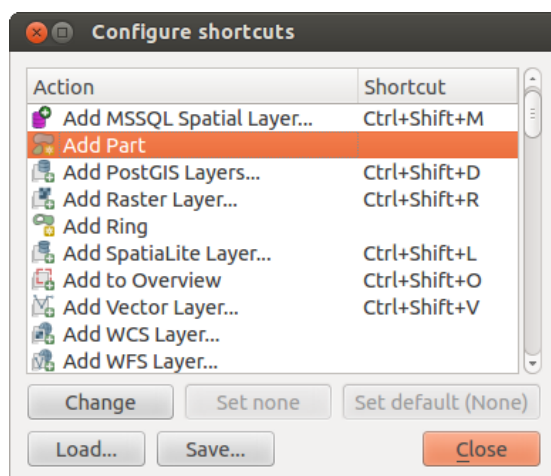 Configure shortcuts
Action Shortcut
Add MSSQL Spatial Layer... Ctrl+Shift+M
Add Part
Add PostGIS Layers... Ctrl+Shift+D
Add Raster Layer... Ctrl+Shift+R
Add Ring
Add SpatiaLite Layer... Ctrl+Shift+L
Add to Overview Ctrl+Shift+O
Add Vector Layer... Ctrl+Shift+V
Add WCS Layer...
Add WFS Layer...
Change Set none Set default (None)
Load... Save... Close